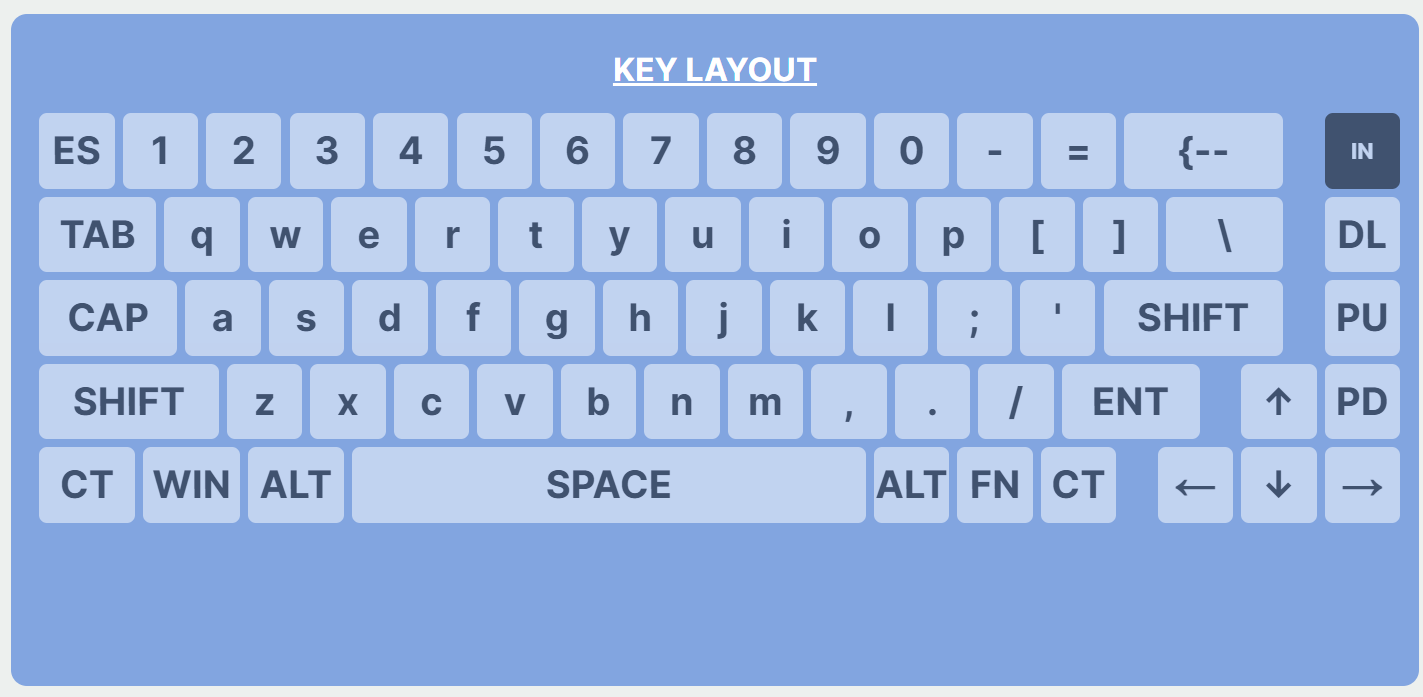 KEY LAYOUT
ES 1 2 3 4 5 6 7 8 9 0 - = {-- IN
TAB q w e r t y u i o p [ ] \ DL
CAP a s d f g h j k l ; ' SHIFT PU
SHIFT z x c v b n m , . / ENT ↑ PD
CT WIN ALT SPACE ALT FN CT ← ↓ →